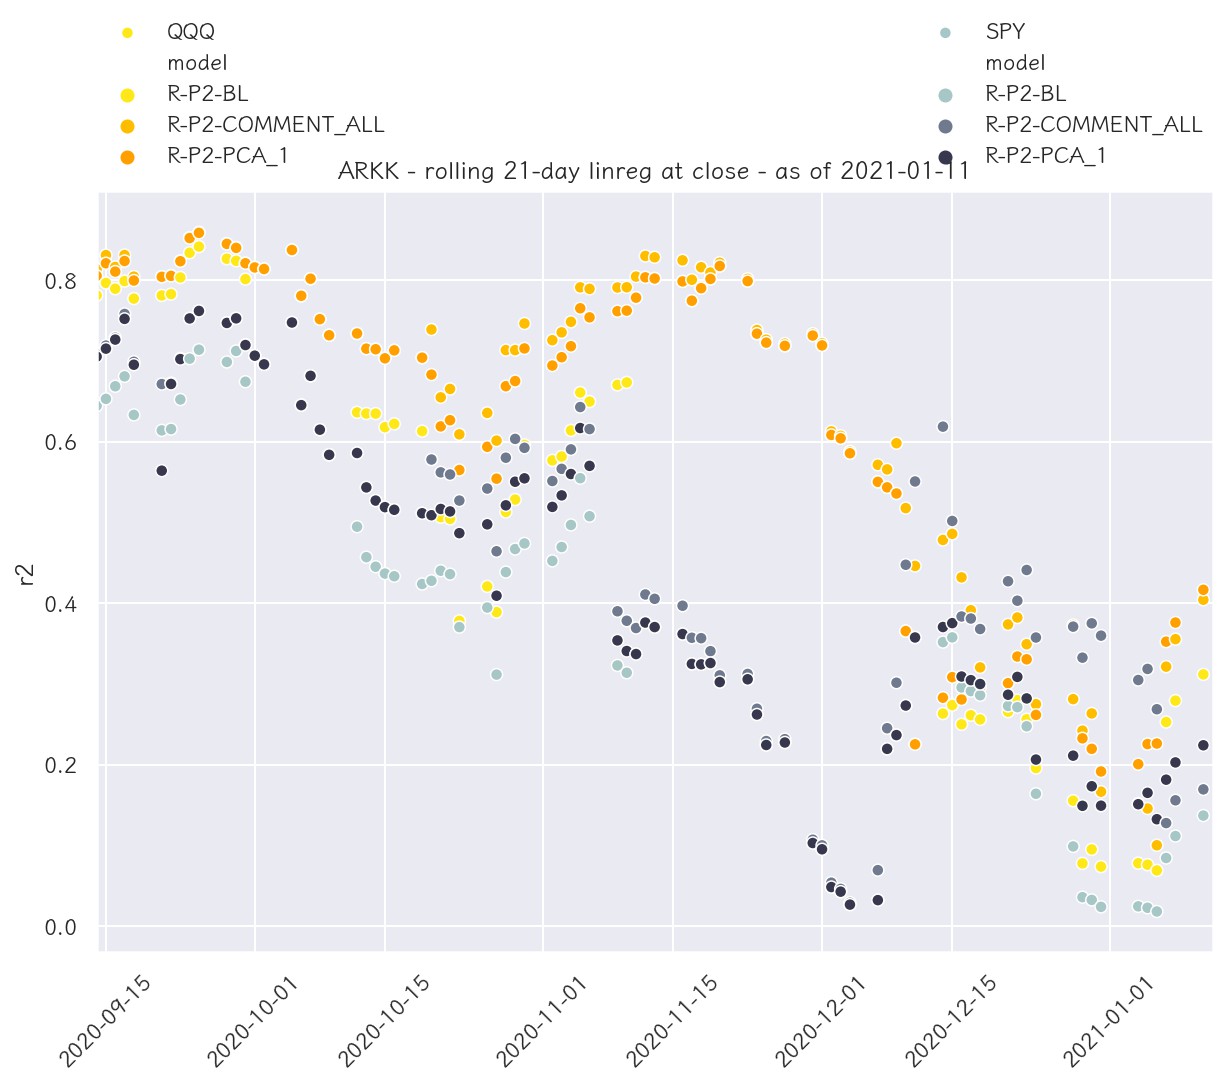 QQQ
model
R-P2-BL
R-P2-COMMENT_ALL
R-P2-PCA_1
SPY
model
R-P2-BL
R-P2-COMMENT_ALL
R-P2-PCA_1
ARKK - rolling 21-day linreg at close - as of 2021-01-11
r2
0.8
0.6
0.4
0.2
0.0
2020-09-15
2020-10-01
2020-10-15
2020-11-01
2020-11-15
2020-12-01
2020-12-15
2021-01-01